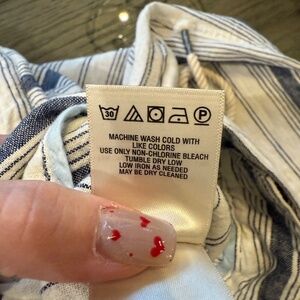 30
P
MACHINE WASH COLD WITH
LIKE COLORS
USE ONLY NON-CHLORINE BLEACH
TUMBLE DRY LOW
LOW IRON AS NEEDED
MAY BE DRY CLEANED